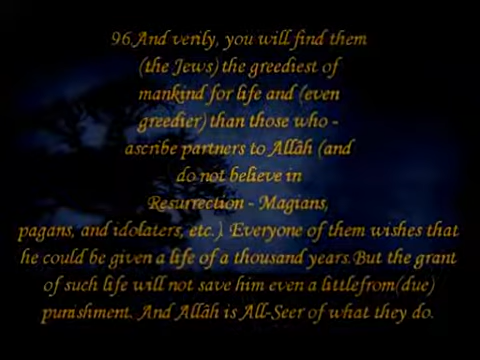 96.And verily, you will find them
(the Jews) the greediest of
mankind for life and (even
greedier) than those who -
ascribe partners to Allâh (and
do not believe in
Resurrection - Magians,
pagans, and idolaters, etc.). Everyone of them wishes that
he could be given a life of a thousand years.But the grant
of such life will not save him even a littlefrom(due)
punishment. And Allâh is All-Seer of what they do.